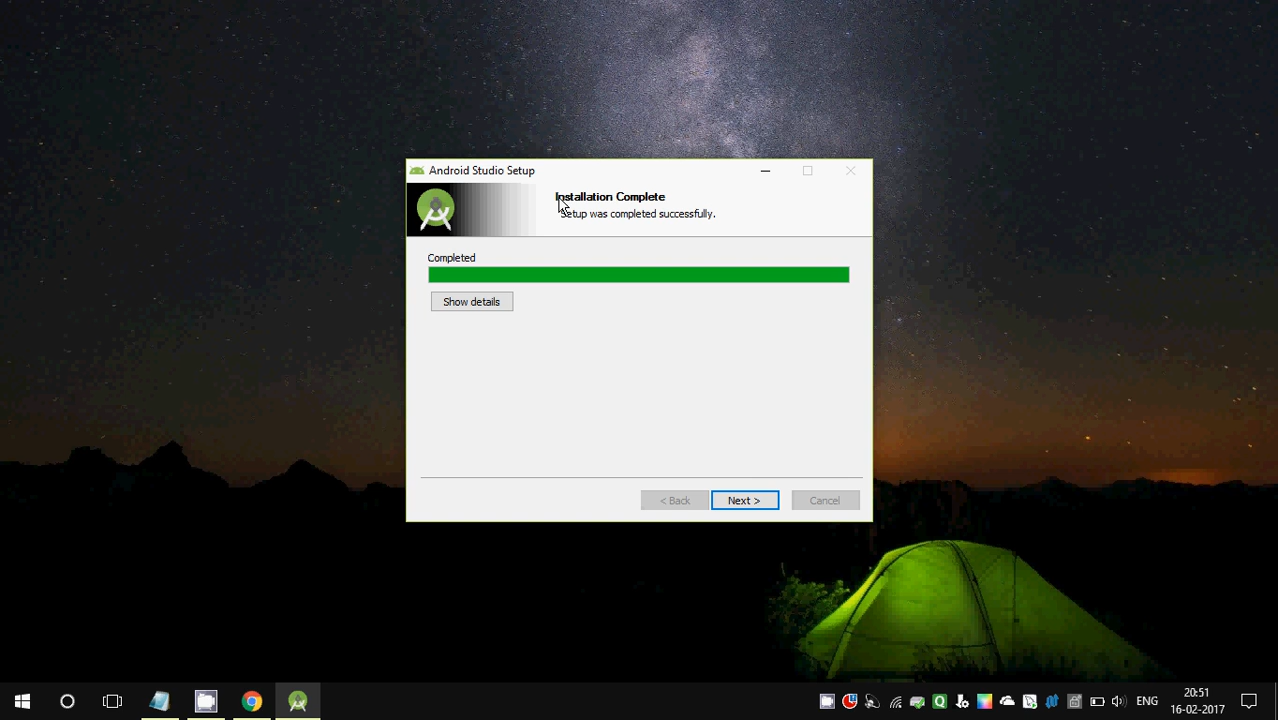 Android Studio Setup
Installation Complete
Setup was completed successfully.
Completed
Show details
< Back
Next >
Cancel
ENG
20:51
16-02-2017